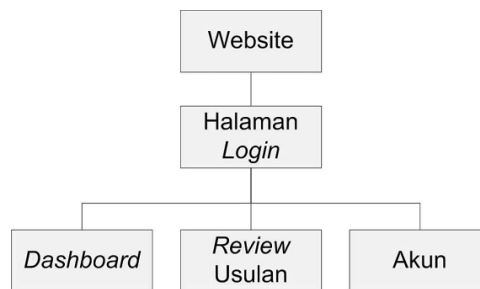 Website
Halaman
Login
Dashboard
Review
Usulan
Akun